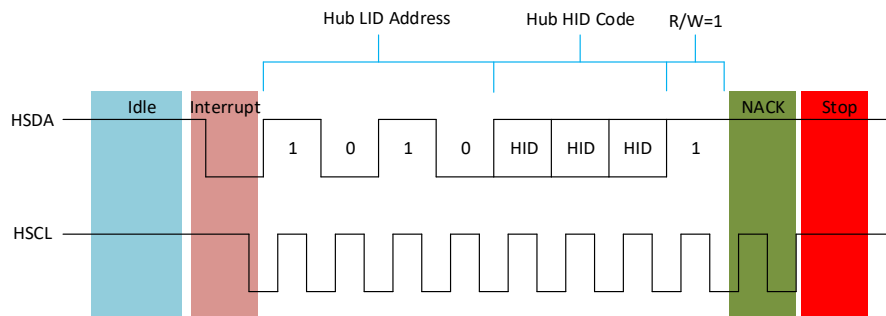 Hub LID Address Hub HID Code R/W=1
Idle Interrupt NACK Stop
HSDA
1 0 1 0 HID HID HID 1
HSCL